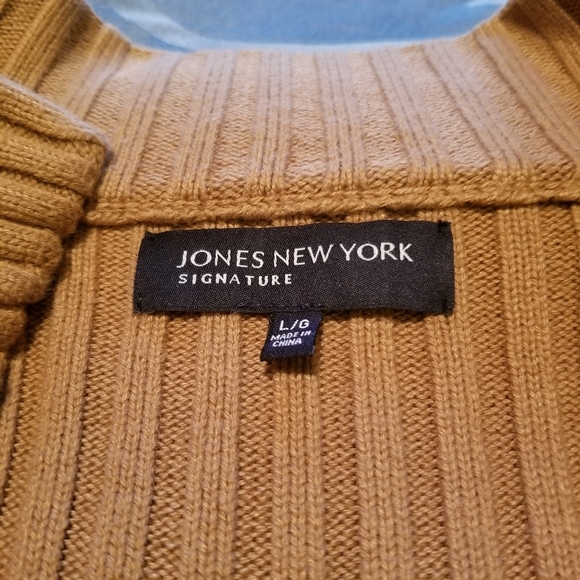 JONES NEW YORK
SIGNATURE
L/G
MADE IN
CHINA